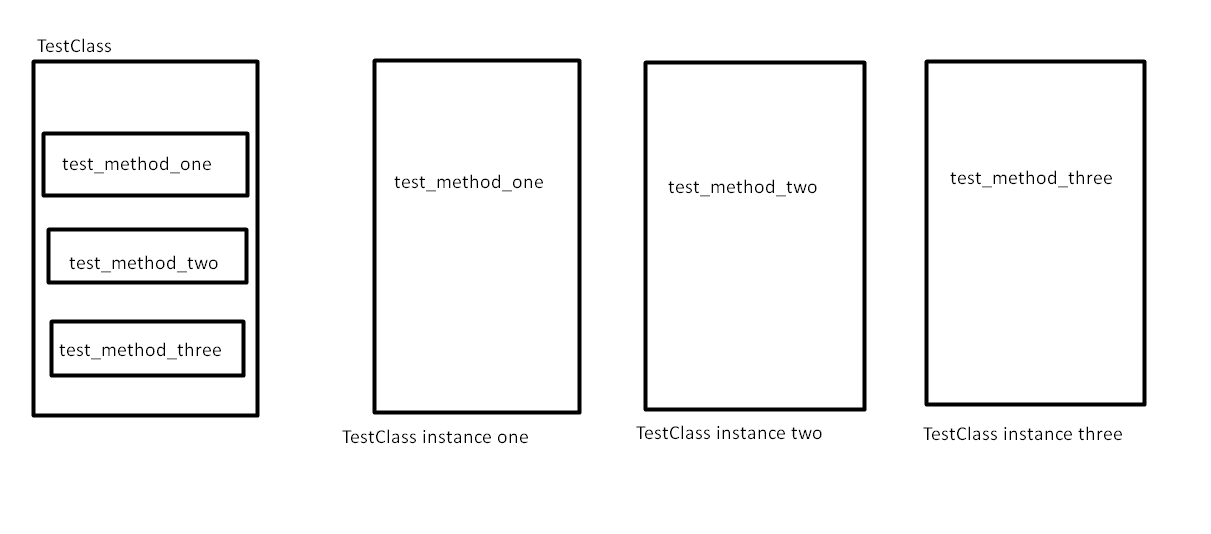 TestClass
test_method_one
test_method_two
test_method_three
test_method_one
TestClass instance one
test_method_two
TestClass instance two
test_method_three
TestClass instance three